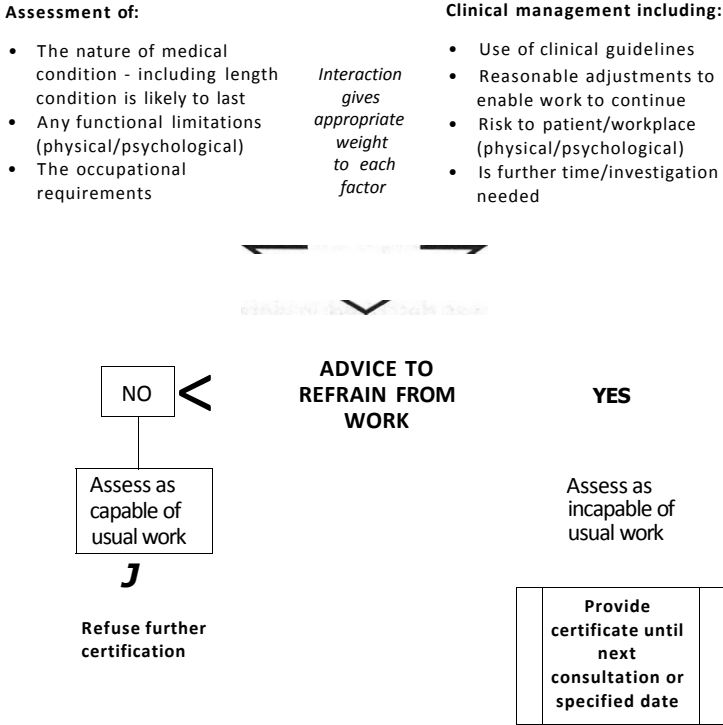 Assessment of:
• The nature of medical
condition - including length
condition is likely to last
• Any functional limitations
(physical/psychological)
• The occupational
requirements
Interaction
gives
appropriate
weight
to each
factor
Clinical management including:
• Use of clinical guidelines
• Reasonable adjustments to
enable work to continue
• Risk to patient/workplace
(physical/psychological)
• Is further time/investigation
needed
ADVICE TO
REFRAIN FROM
WORK
NO <
Assess as
capable of
usual work
J
Refuse further
certification
YES
Assess as
incapable of
usual work
Provide
certificate until
next
consultation or
specified date